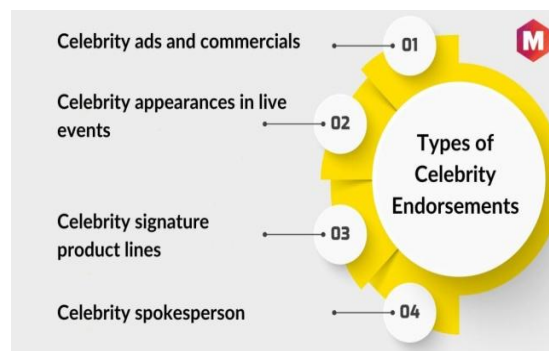 Celebrity ads and commercials
01
M
Celebrity appearances in live
events
02
Types of
Celebrity
Endorsements
Celebrity signature
product lines
03
Celebrity spokesperson
04